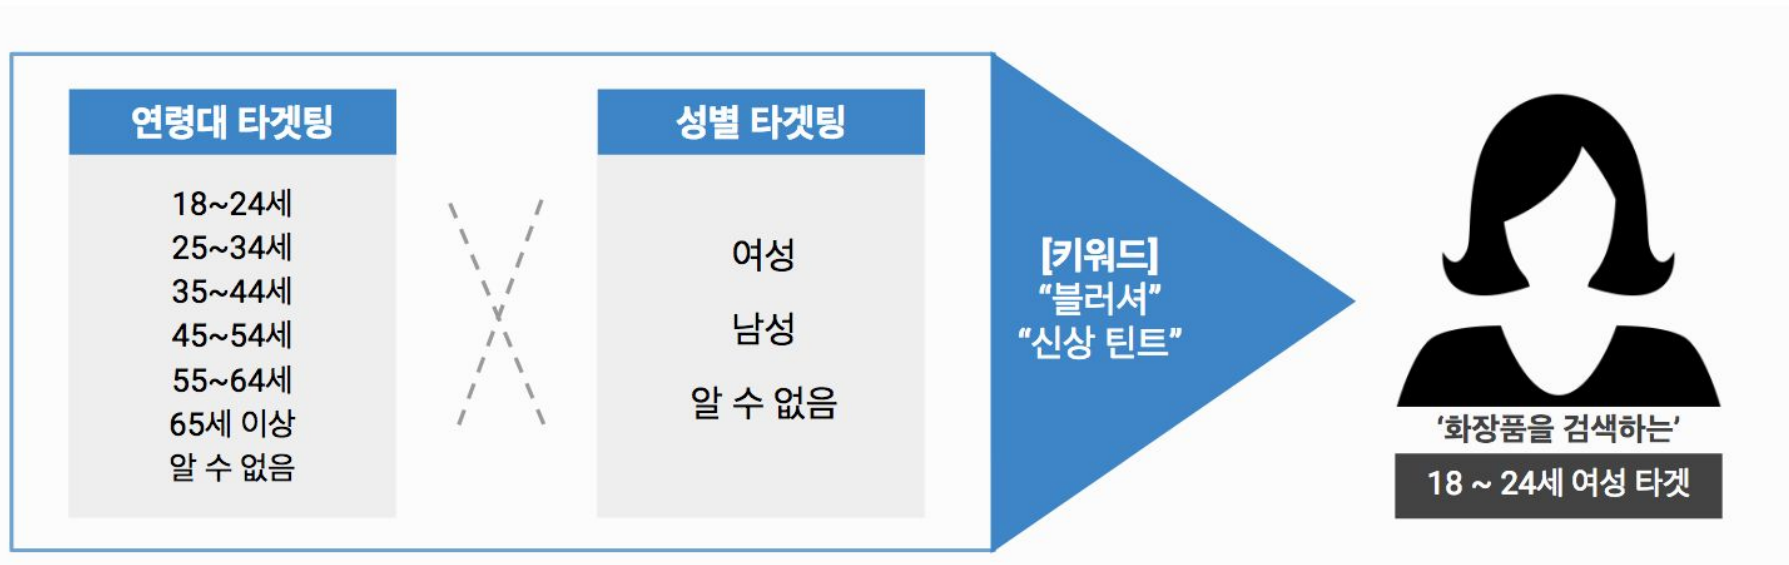 연령대 타겟팅
18~24세
25~34세
35~44세
45~54세
55~64세
65세 이상
알 수 없음
성별 타겟팅
여성
남성
알 수 없음
[키워드]
“블러셔”
“신상 틴트”
‘화장품을 검색하는’
18 ~ 24세 여성 타겟